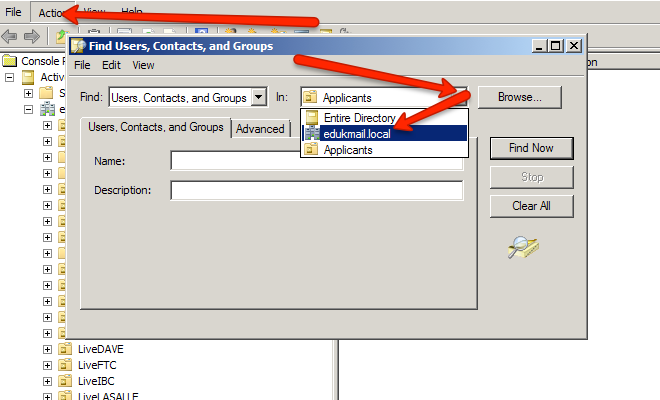 File Action View Help
Console R
Active
S
e
on
Find Users, Contacts, and Groups
File Edit View
Find: Users, Contacts, and Groups In: Applicants Browse...
Entire Directory
edukmail.local
Applicants
Users, Contacts, and Groups Advanced
Name:
Description:
Find Now
Stop
Clear All
LiveDAVE
LiveFTC
LiveIBC
LiveLASALLE